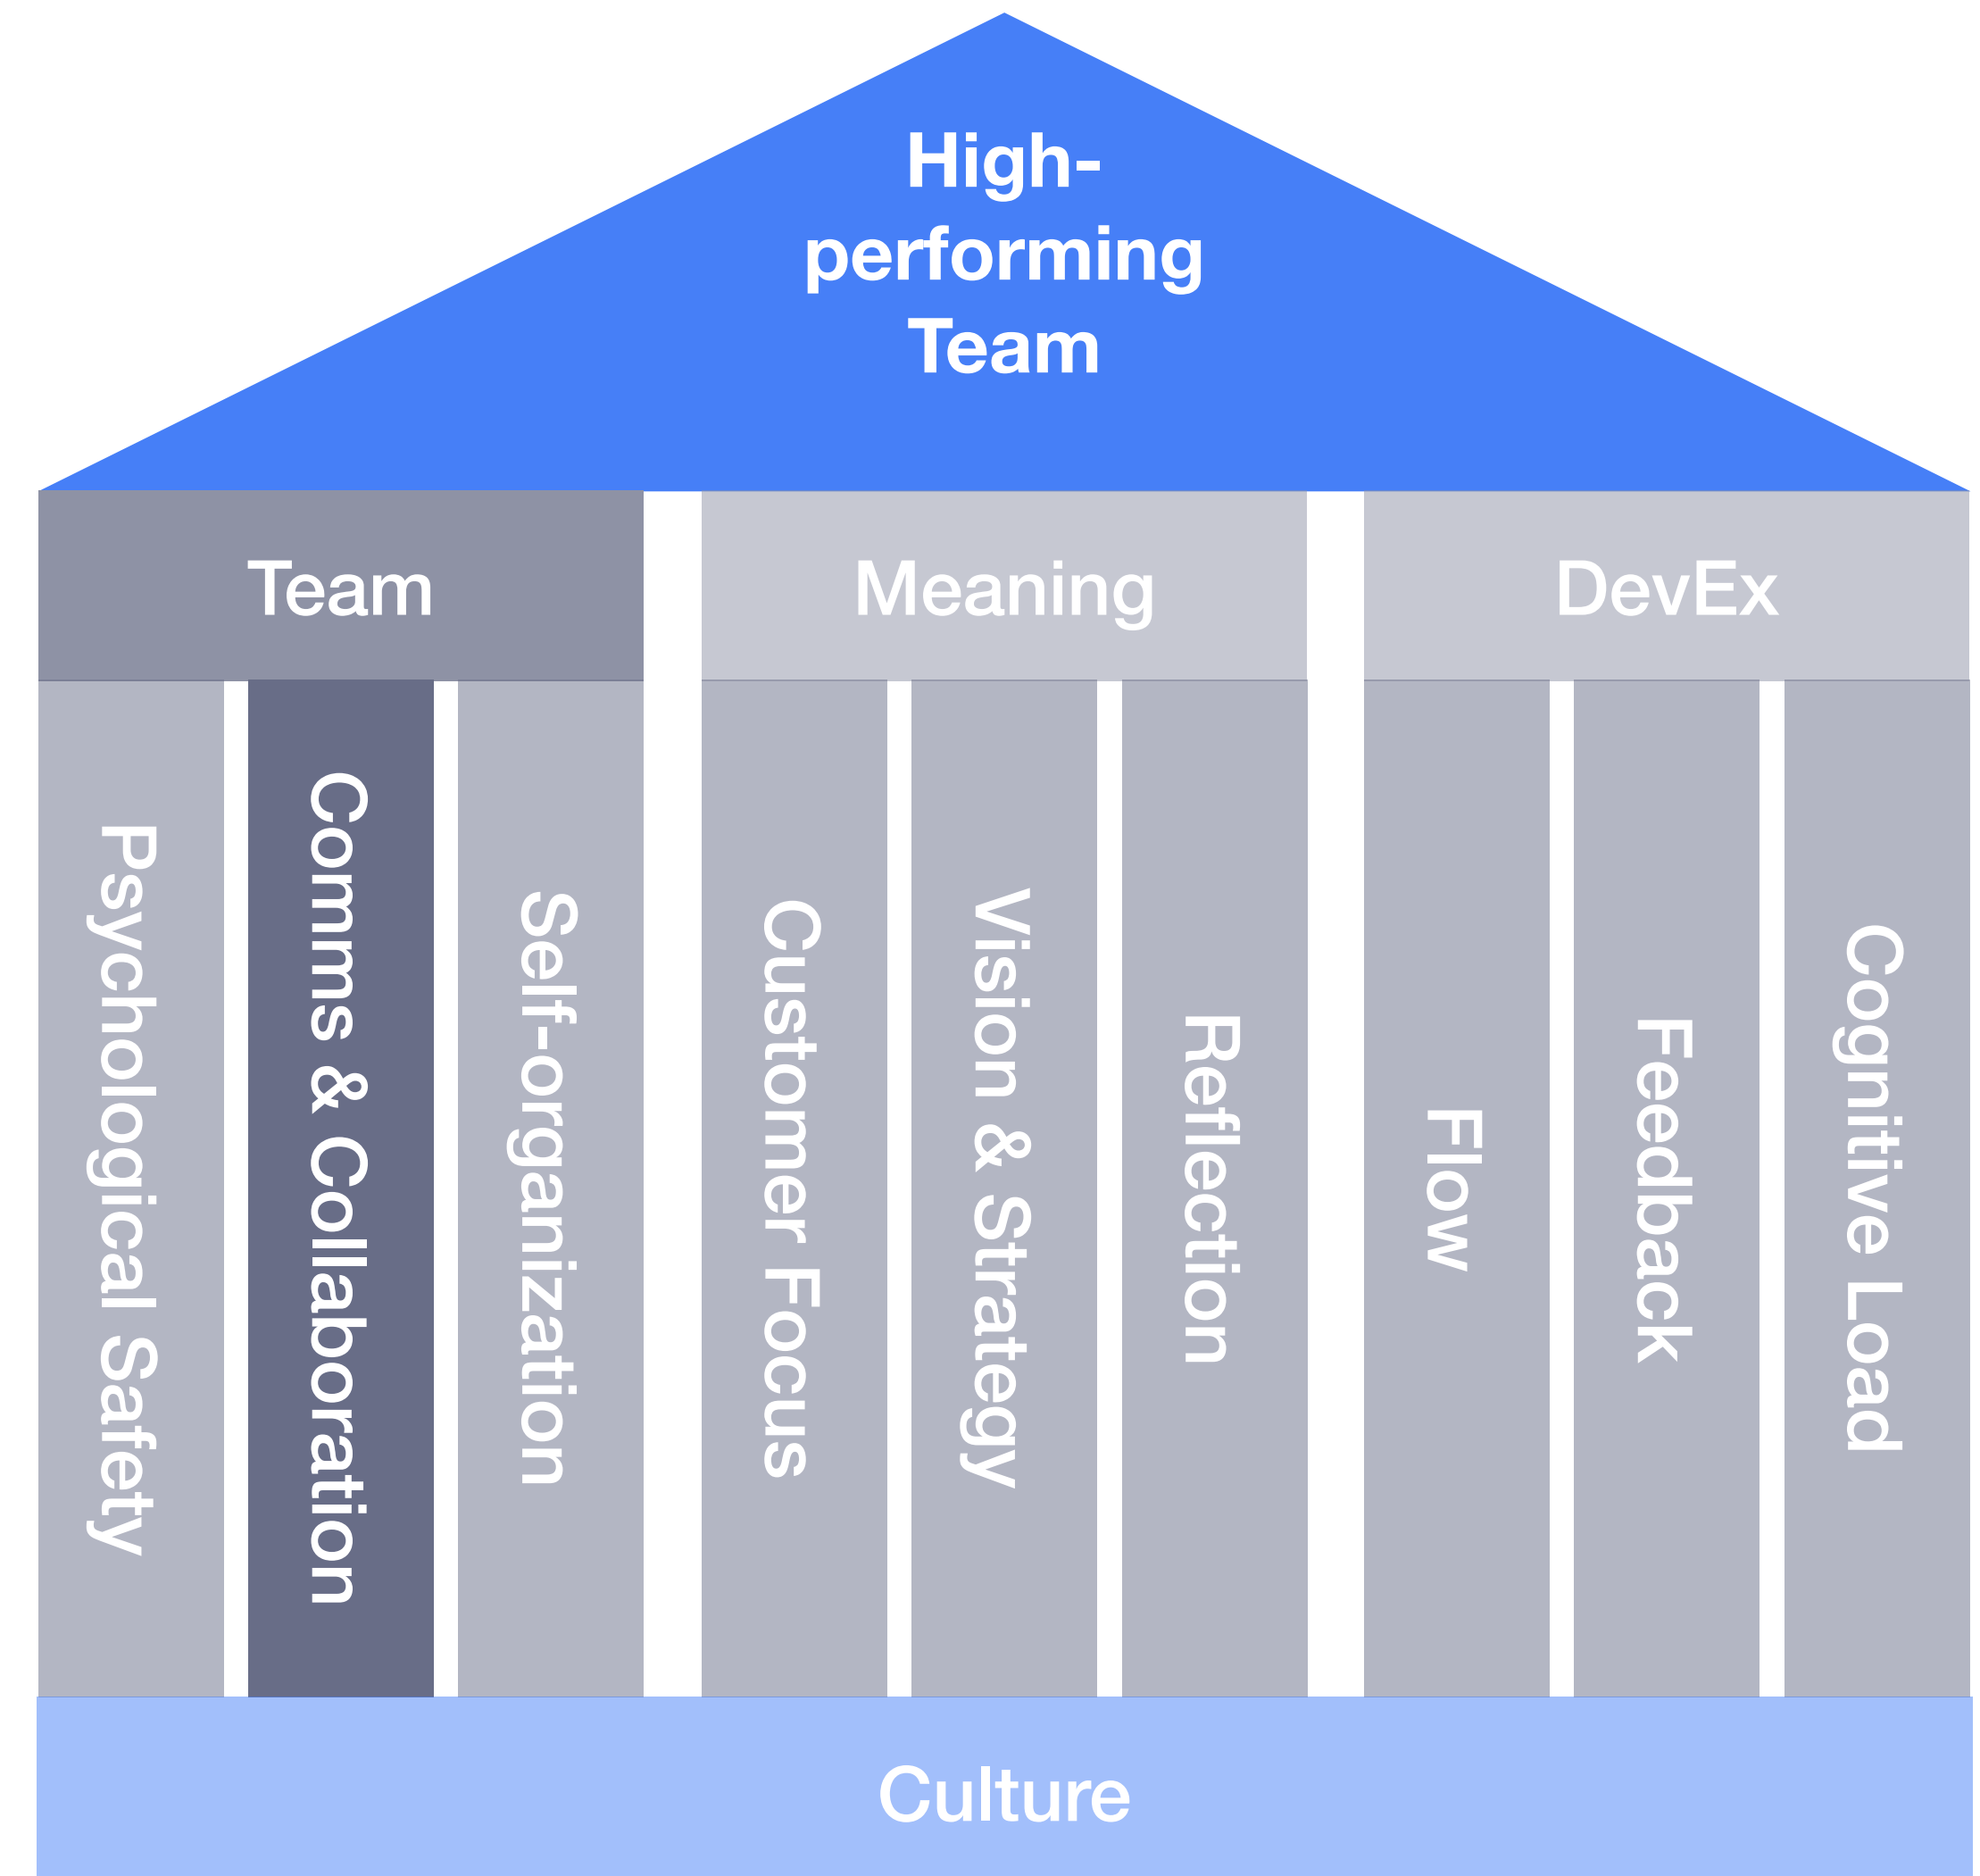 High-
performing
Team
Team
Meaning
DevEx
Psychological Safety
Comms & Collaboration
Self-organization
Customer Focus
Vision & Strategy
Reflection
Flow
Feedback
Cognitive Load
Culture